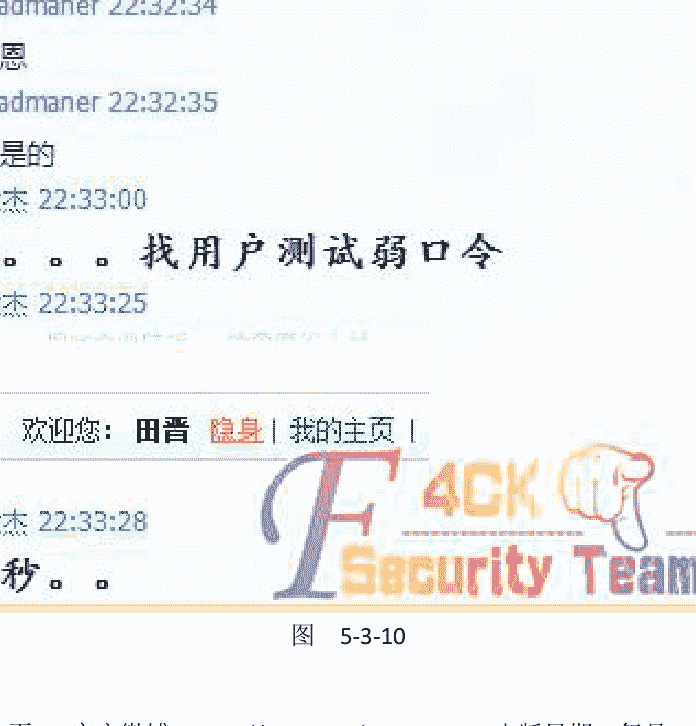 admaner 22:32:34
恩
admaner 22:32:35
是的
杰 22:33:00
。。。找用户测试弱口令
杰 22:33:25
欢迎您： 田晋 隐身 | 我的主页 |
杰 22:33:28
秒。。
F4CK
Security Team
图 5-3-10